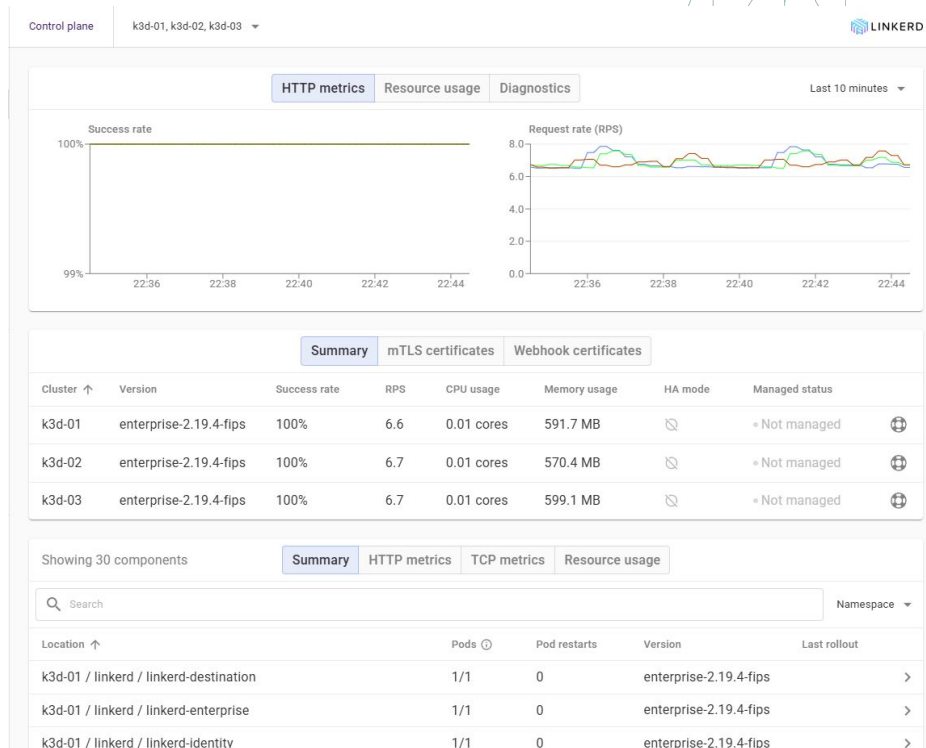 Control plane k3d-01, k3d-02, k3d-03 LINKERD
HTTP metrics Resource usage Diagnostics Last 10 minutes
Success rate
100%
99%
22:36 22:38 22:40 22:42 22:44
Request rate (RPS)
8.0
6.0
4.0
2.0
0.0
22:36 22:38 22:40 22:42 22:44
Summary mTLS certificates Webhook certificates
Cluster Version Success rate RPS CPU usage Memory usage HA mode Managed status
k3d-01 enterprise-2.19.4-fips 100% 6.6 0.01 cores 591.7 MB Not managed
k3d-02 enterprise-2.19.4-fips 100% 6.7 0.01 cores 570.4 MB Not managed
k3d-03 enterprise-2.19.4-fips 100% 6.7 0.01 cores 599.1 MB Not managed
Showing 30 components Summary HTTP metrics TCP metrics Resource usage
Search Namespace
Location Pods Pod restarts Version Last rollout
k3d-01 / linkerd / linkerd-destination 1/1 0 enterprise-2.19.4-fips
k3d-01 / linkerd / linkerd-enterprise 1/1 0 enterprise-2.19.4-fips
k3d-01 / linkerd / linkerd-identity 1/1 0 enterprise-2.19.4-fips